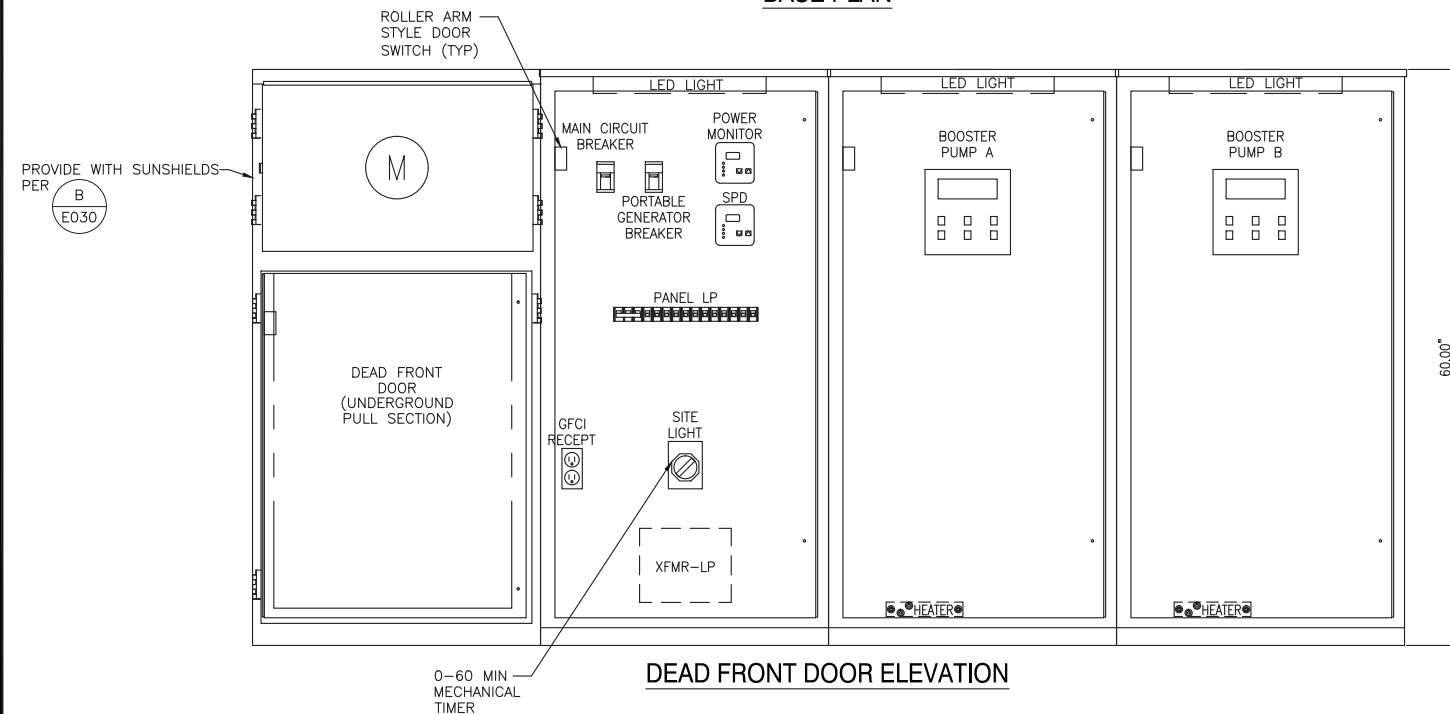 BASE PLAN
ROLLER ARM
STYLE DOOR
SWITCH (TYP)
LED LIGHT
LED LIGHT
LED LIGHT
PROVIDE WITH SUNSHIELDS
PER
B
E030
M
MAIN CIRCUIT
BREAKER
POWER
MONITOR
PORTABLE
GENERATOR
BREAKER
SPD
BOOSTER
PUMP A
BOOSTER
PUMP B
PANEL LP
60.00"
DEAD FRONT
DOOR
(UNDERGROUND
PULL SECTION)
GFCI
RECEPT
SITE
LIGHT
XFMR-LP
HEATER
HEATER
0-60 MIN
MECHANICAL
TIMER
DEAD FRONT DOOR ELEVATION